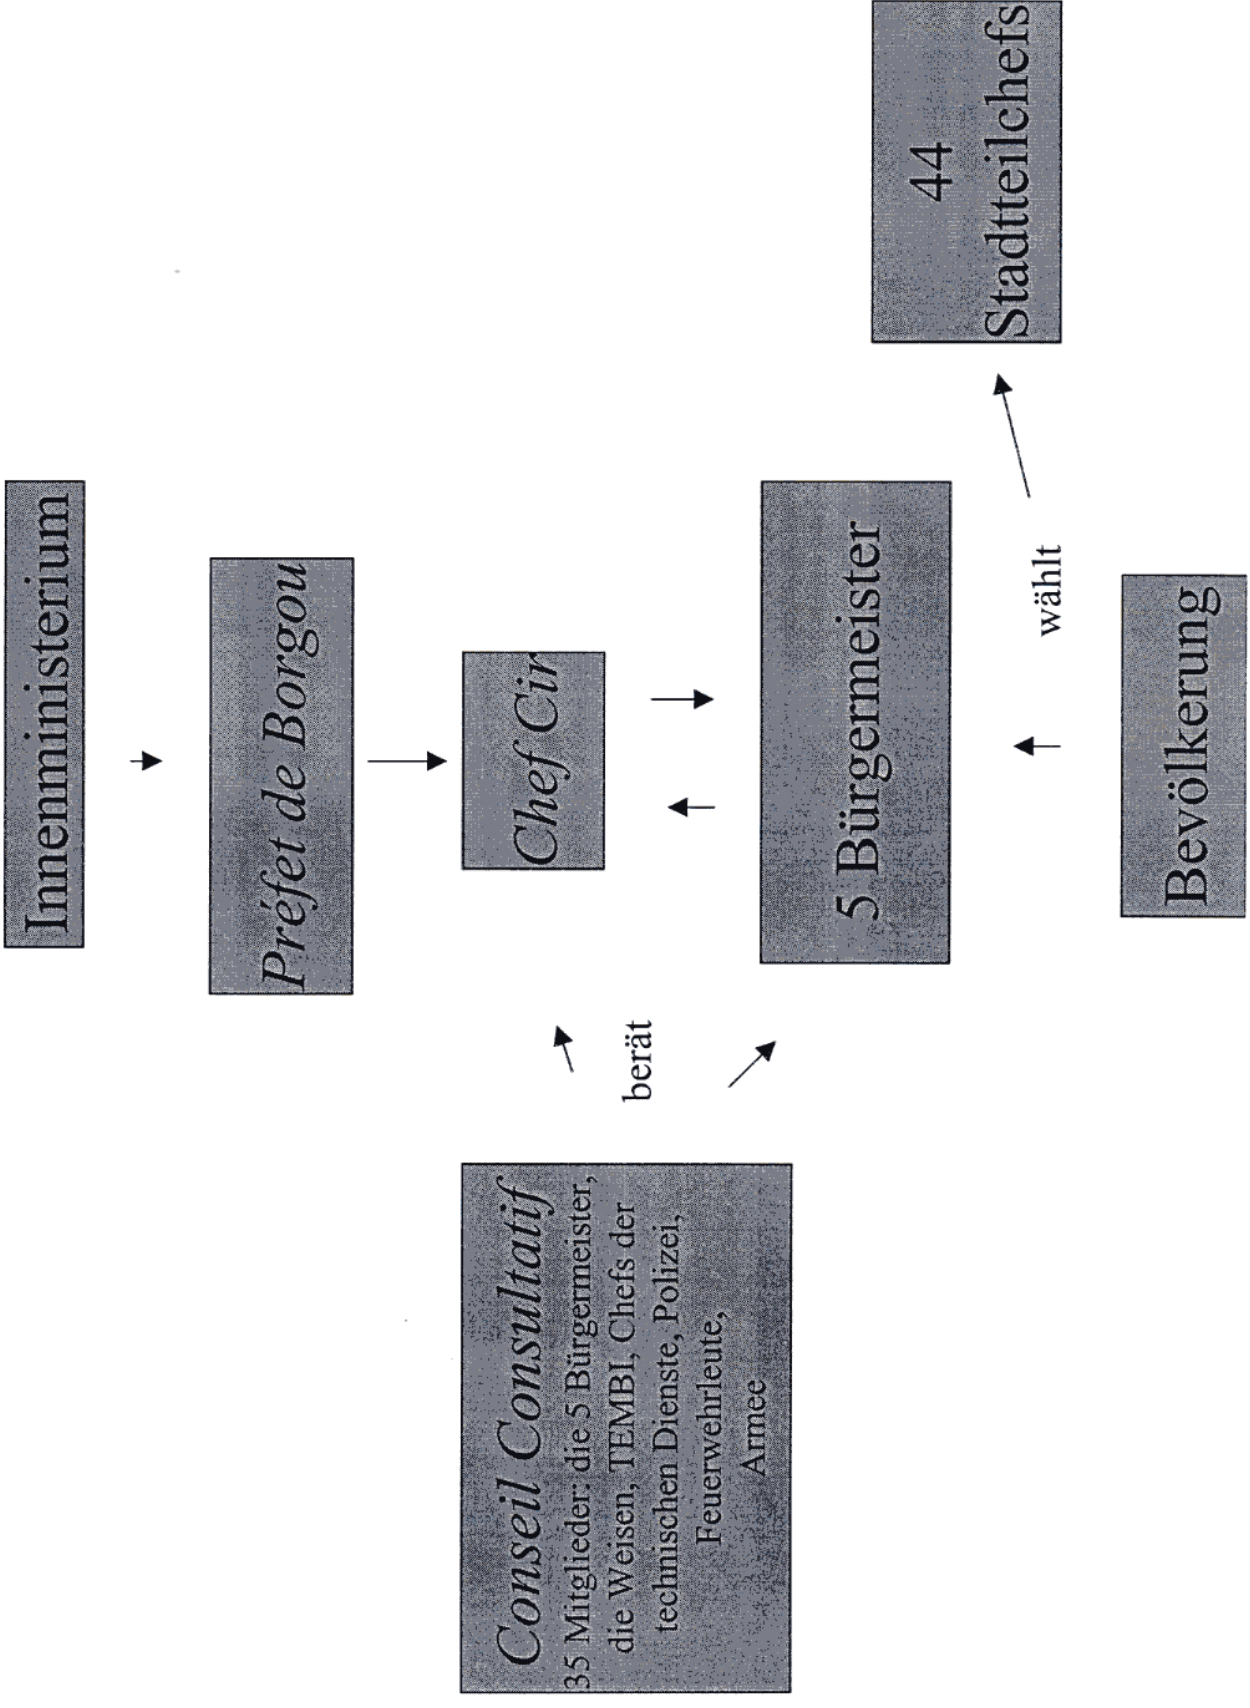 Innenministerium
Préfet de Borgou
Chef Cir
Conseil Consultatif
35 Mitglieder: die 5 Bürgermeister,
die Weisen, TEMBI, Chefs der
technischen Dienste, Polizei,
Feuerwehrleute,
Armee
berät
5 Bürgermeister
44
Stadtteilchefs
wählt
Bevölkerung